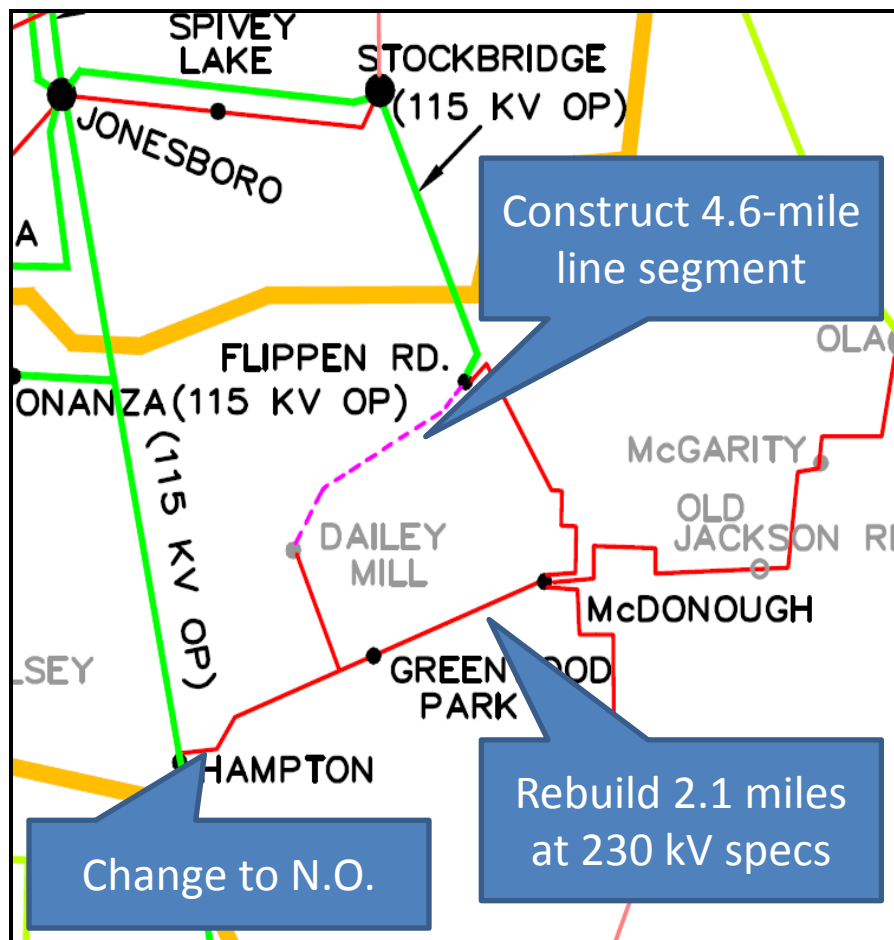 SPIVEY
LAKE
STOCKBRIDGE
(115 KV OP)
JONESBORO
Construct 4.6-mile
line segment
A
FLIPPEN RD.
OLA
ONANZA (115 KV OP)
(115 KV OP)
McGARITY
OLD
JACKSON R
DAILEY
MILL
McDONOUGH
LSEY
GREEN OOD
PARK
HAMPTON
Rebuild 2.1 miles
at 230 kV specs
Change to N.O.